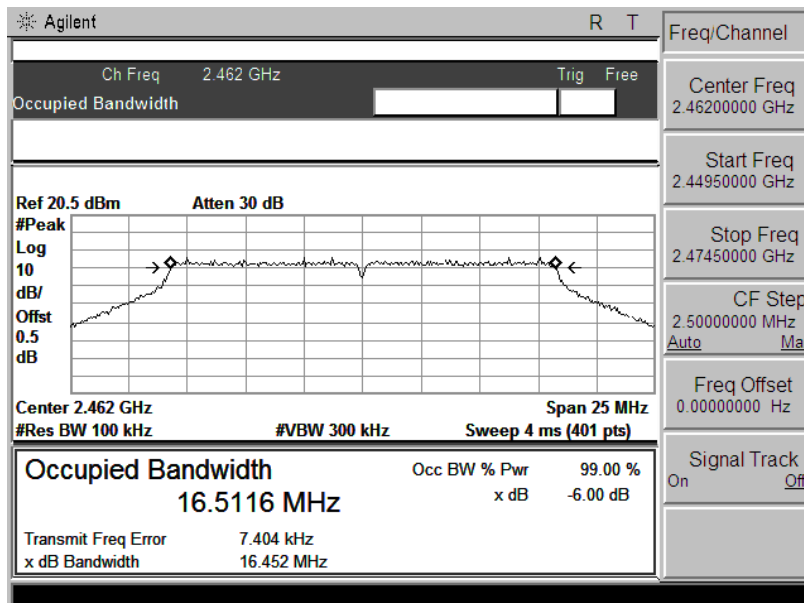 Agilent R T
Freq/Channel
Ch Freq 2.462 GHz Trig Free
Occupied Bandwidth
Center Freq
2.46200000 GHz
Start Freq
2.44950000 GHz
Stop Freq
2.47450000 GHz
CF Step
2.50000000 MHz
Auto Ma
Freq Offset
0.00000000 Hz
Signal Track
On Off
Ref 20.5 dBm Atten 30 dB
#Peak
Log
10
dB/
Offst
0.5
dB
Center 2.462 GHz Span 25 MHz
#Res BW 100 kHz #VBW 300 kHz Sweep 4 ms (401 pts)
Occupied Bandwidth Occ BW % Pwr 99.00 %
16.5116 MHz x dB -6.00 dB
Transmit Freq Error 7.404 kHz
x dB Bandwidth 16.452 MHz